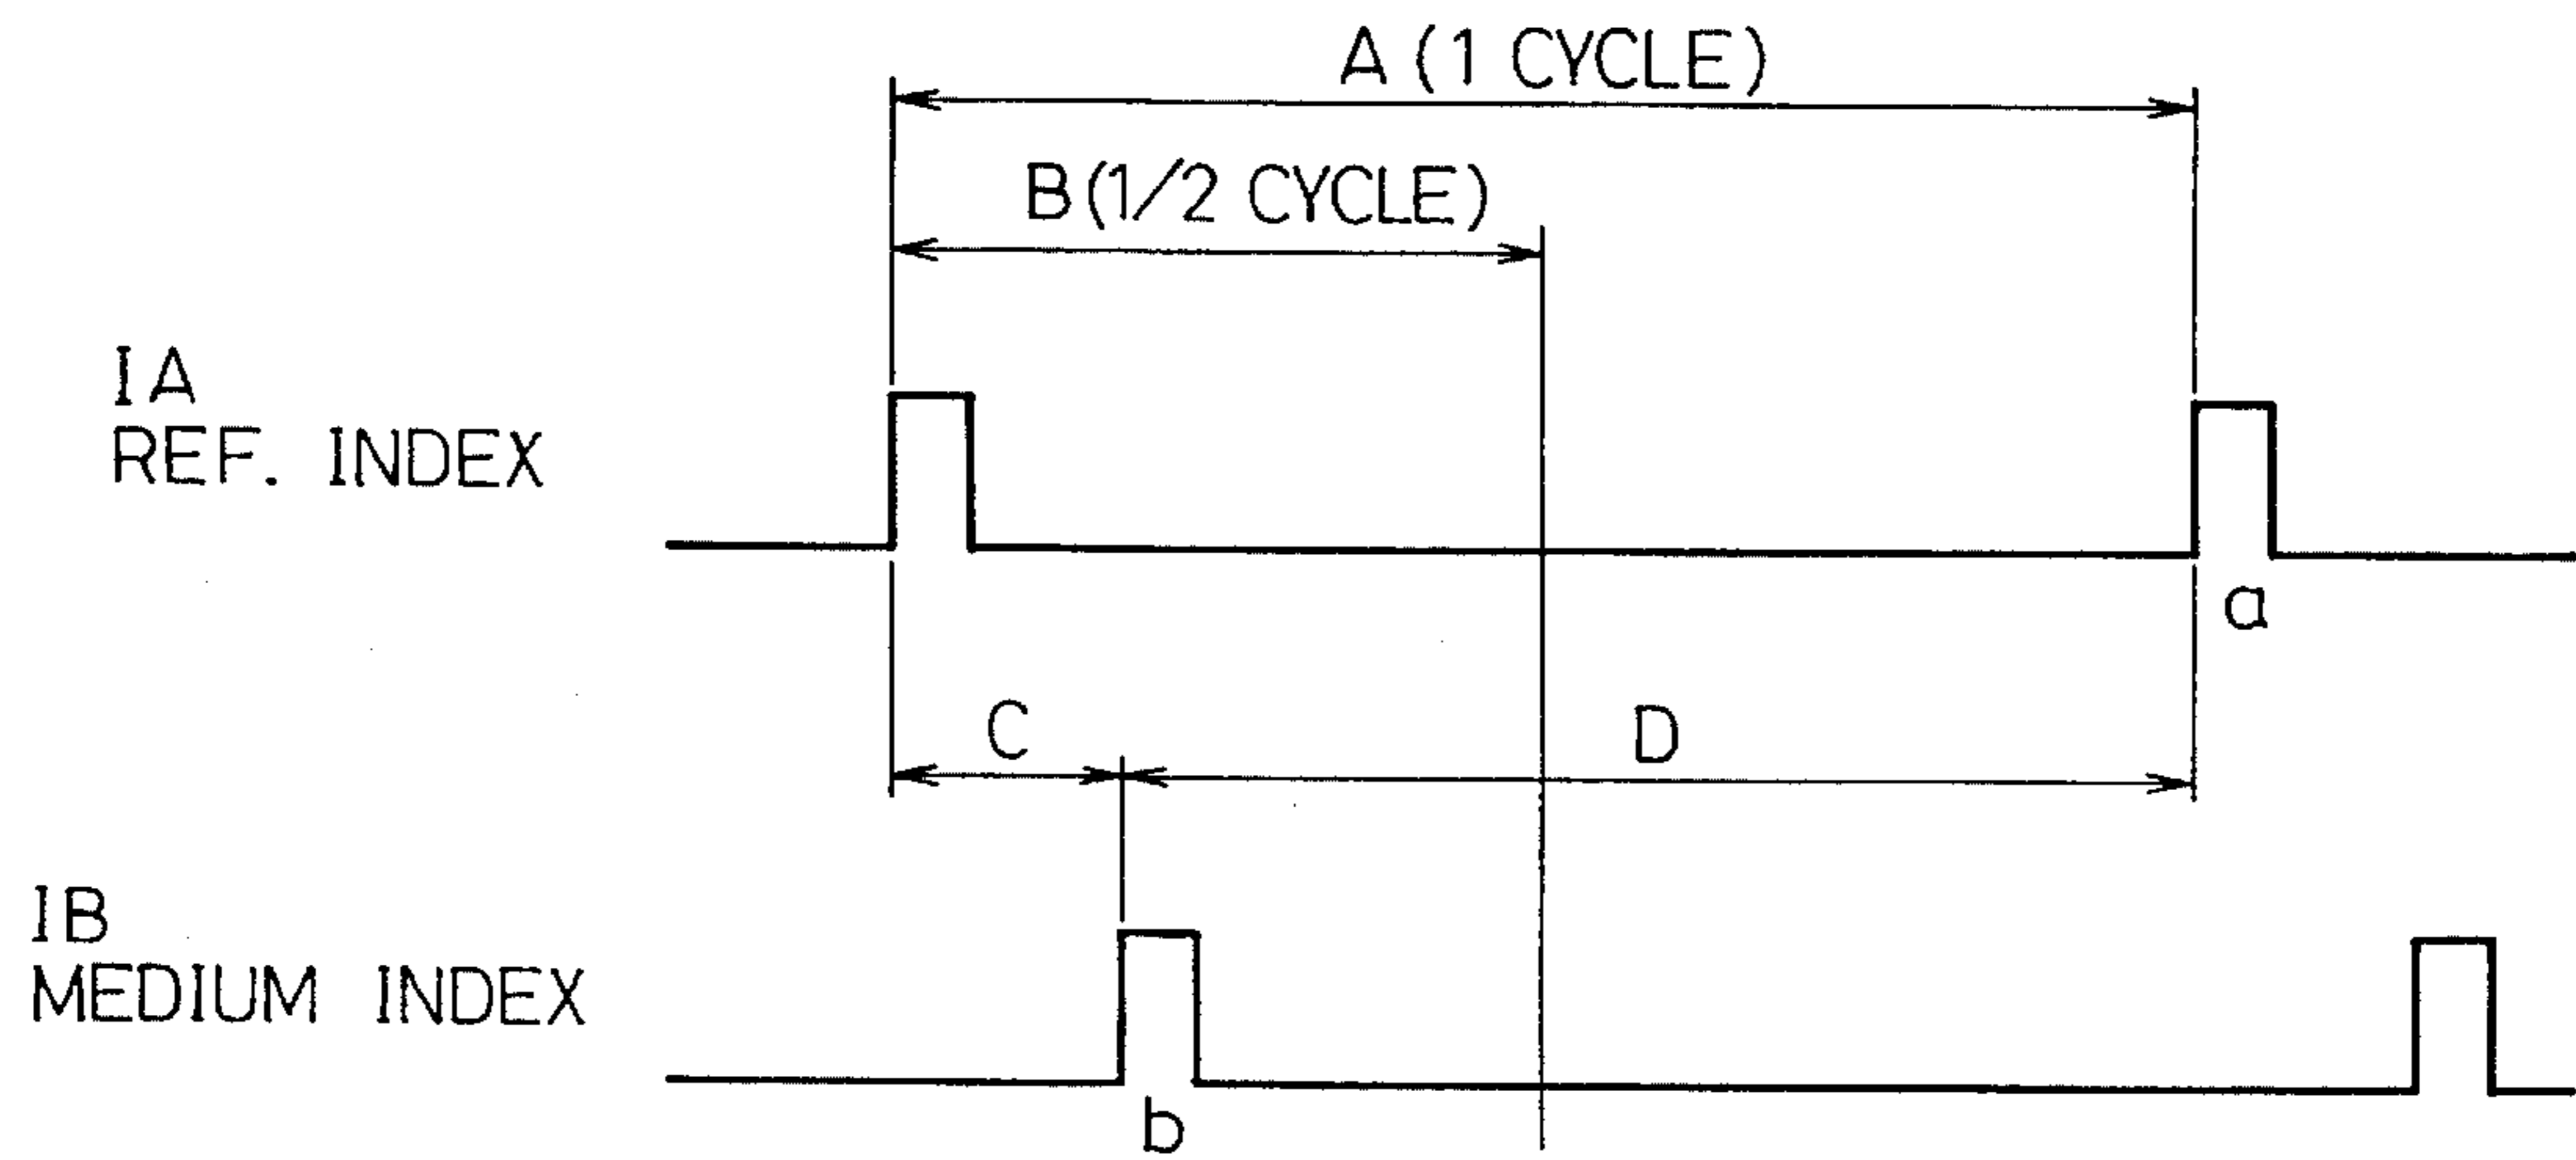 A (1 CYCLE)
B (1/2 CYCLE)
IA
REF. INDEX
a
C
D
IB
MEDIUM INDEX
b